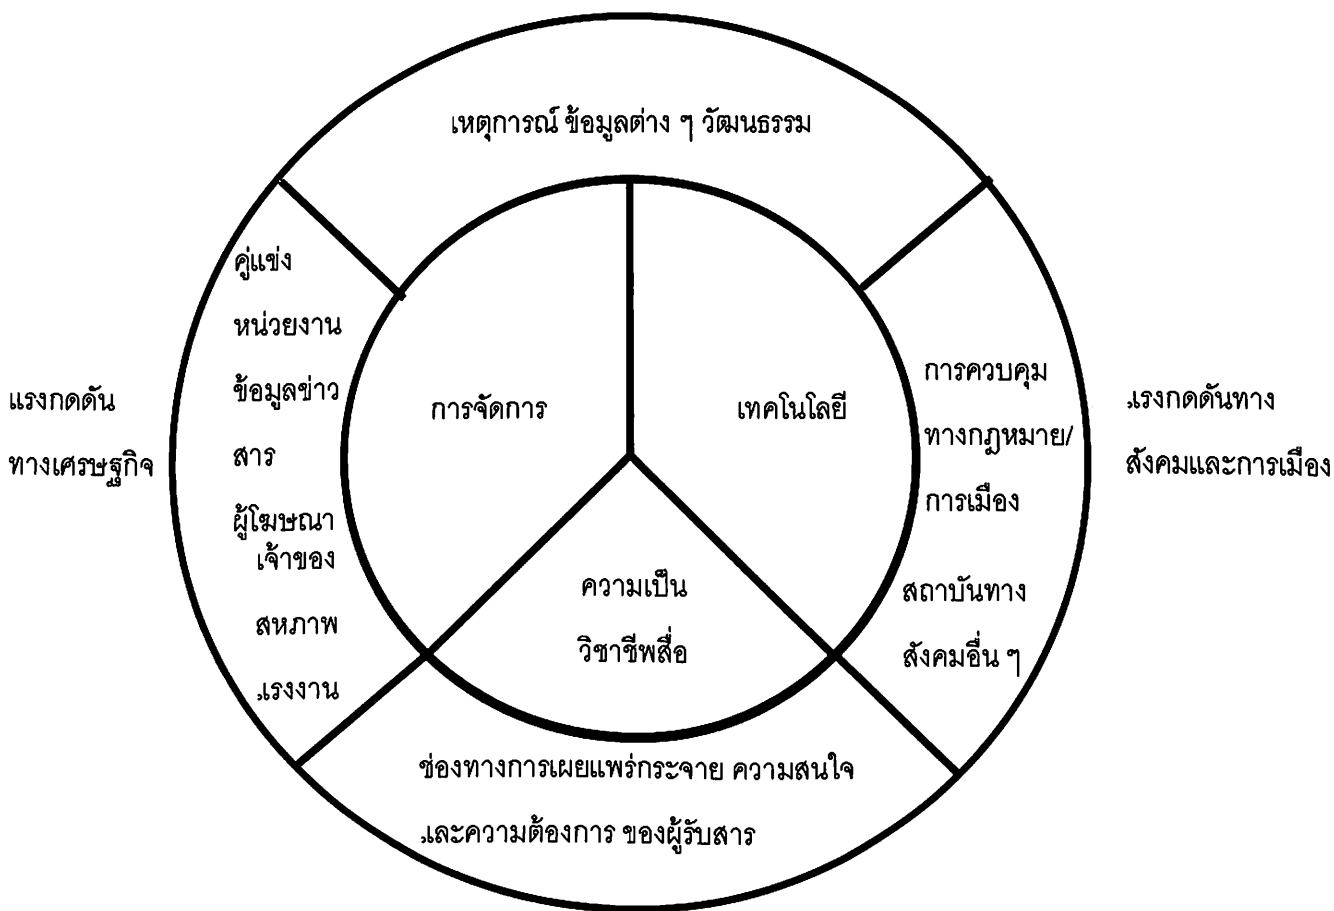 เหตุการณ์ ข้อมูลต่าง ๆ วัฒนธรรม
คู่แข่ง
หน่วยงาน
ข้อมูลข่าว
สาร
ผู้โฆษณา
เจ้าของ
สหภาพ
แรงงาน
แรงกดดัน
ทางเศรษฐกิจ
การจัดการ
เทคโนโลยี
ความเป็น
วิชาชีพสื่อ
การควบคุม
ทางกฎหมาย/
การเมือง
สถาบันทาง
สังคมอื่น ๆ
แรงกดดันทาง
สังคมและการเมือง
ช่องทางการเผยแพร่กระจาย ความสนใจ
และความต้องการ ของผู้รับสาร